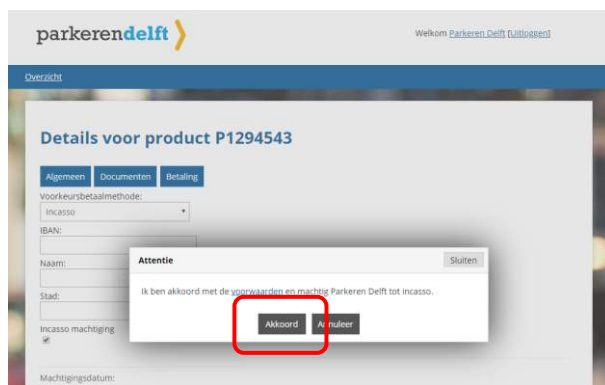 parkerendelft
Welkom Parkeren Delft [Uitloggen]
Overzicht
Details voor product P1294543
Algemeen Documenten Betaling
Voorkeursbetaalmethode:
Incasso
IBAN:
Naam:
Attentie Sluiten
Ik ben akkoord met de voorwaarden en machtig Parkeren Delft tot incasso.
Stad:
Akkoord Annuleer
Incasso machtiging
Machtigingsdatum: